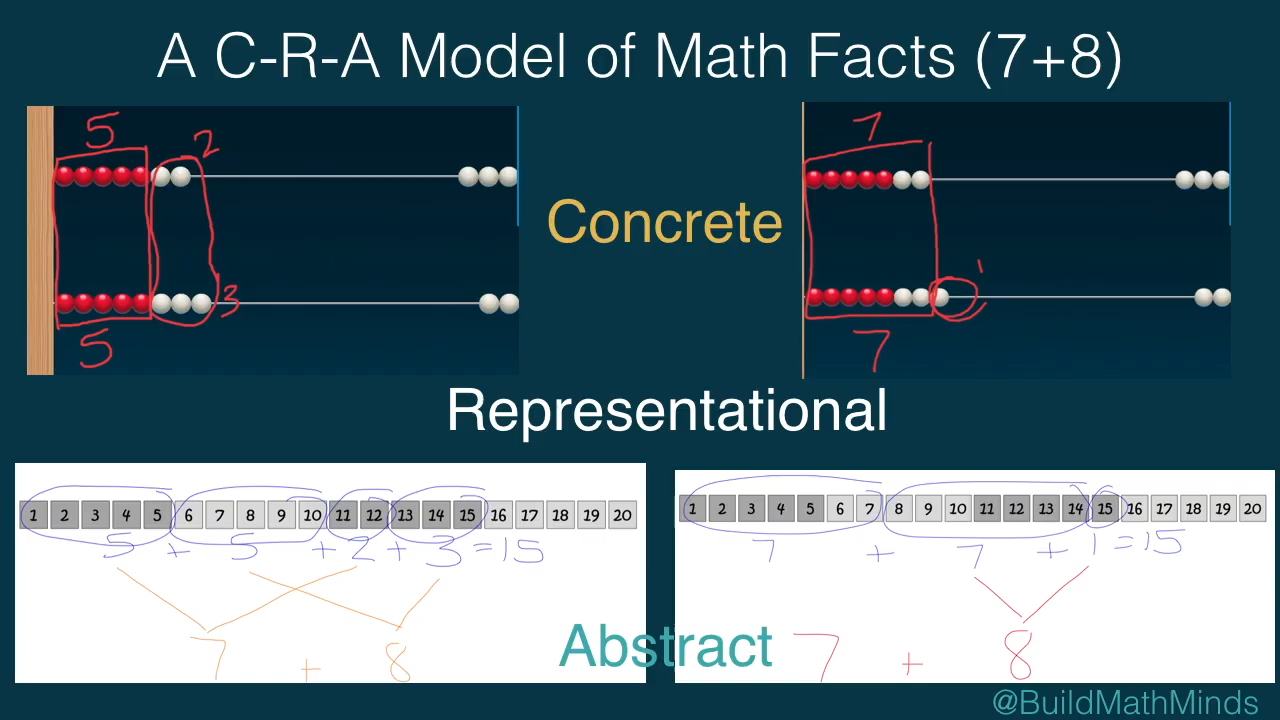 A C-R-A Model of Math Facts (7+8)
5
2
3
5
Concrete
7
1
7
Representational
1 2 3 4 5 6 7 8 9 10 11 12 13 14 15 16 17 18 19 20
5 + 5 + 2 + 3 = 15
7 + 8
1 2 3 4 5 6 7 8 9 10 11 12 13 14 15 16 17 18 19 20
7 + 7 + 1 = 15
7 + 8
Abstract
@BuildMathMinds